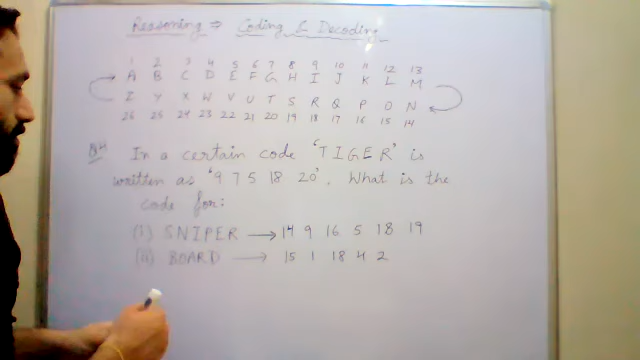 Reasoning ⇒ Coding & Decoding
1 2 3 4 5 6 7 8 9 10 11 12 13
A B C D E F G H I J K L M
Z Y X W V U T S R Q P O N
26 25 24 23 22 21 20 19 18 17 16 15 14
Q4 In a certain code 'TIGER' is
written as '9 7 5 18 20'. What is the
code for:
(i) SNIPER → 14 9 16 5 18 19
(ii) BOARD → 15 1 18 4 2